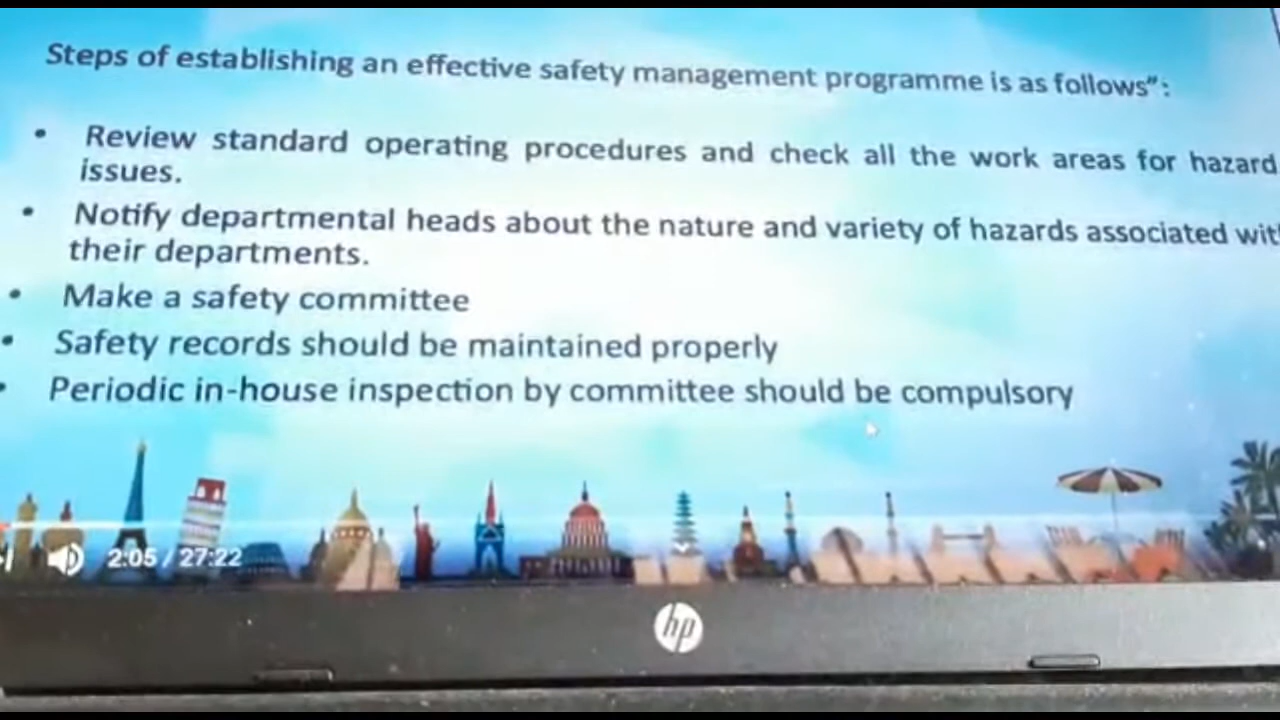 Steps of establishing an effective safety management programme is as follows":
• Review standard operating procedures and check all the work areas for hazard
issues.
• Notify departmental heads about the nature and variety of hazards associated wit
their departments.
• Make a safety committee
• Safety records should be maintained properly
• Periodic in-house inspection by committee should be compulsory
2:05 / 27:22
hp